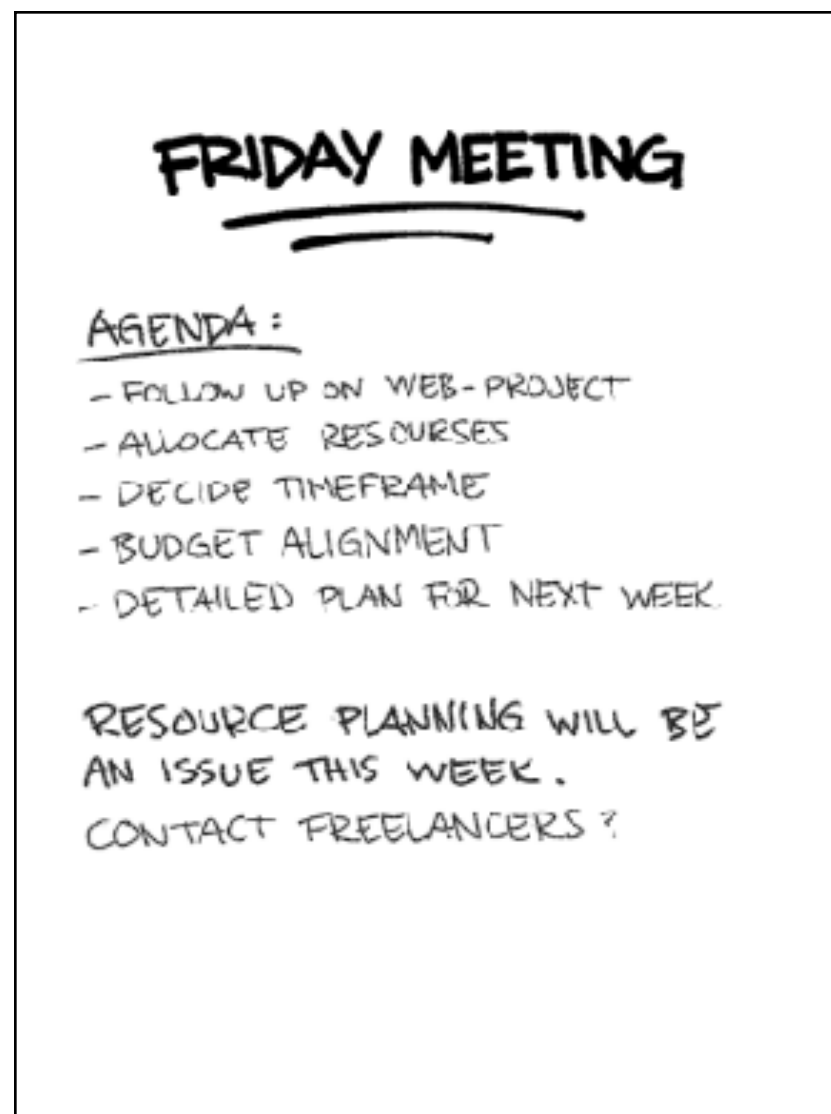 FRIDAY MEETING
AGENDA:
- FOLLOW UP ON WEB-PROJECT
- ALLOCATE RESOURSES
- DECIDE TIMEFRAME
- BUDGET ALIGNMENT
- DETAILED PLAN FOR NEXT WEEK.
RESOURCE PLANNING WILL BE
AN ISSUE THIS WEEK.
CONTACT FREELANCERS?